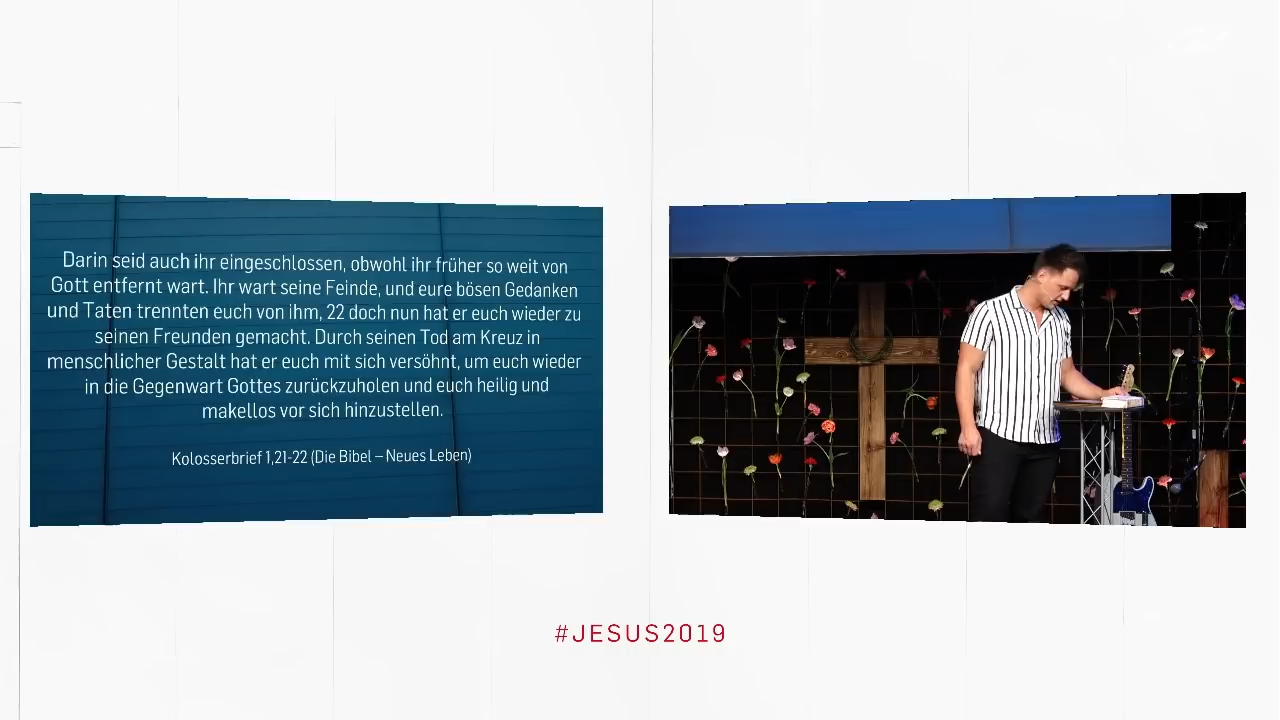 Darin seid auch ihr eingeschlossen, obwohl ihr früher so weit von
Gott entfernt wart. Ihr wart seine Feinde, und eure bösen Gedanken
und Taten trennten euch von ihm, 22 doch nun hat er euch wieder zu
seinen Freunden gemacht. Durch seinen Tod am Kreuz in
menschlicher Gestalt hat er euch mit sich versöhnt, um euch wieder
in die Gegenwart Gottes zurückzuholen und euch heilig und
makellos vor sich hinzustellen.
Kolosserbrief 1,21-22 (Die Bibel – Neues Leben)
#JESUS2019